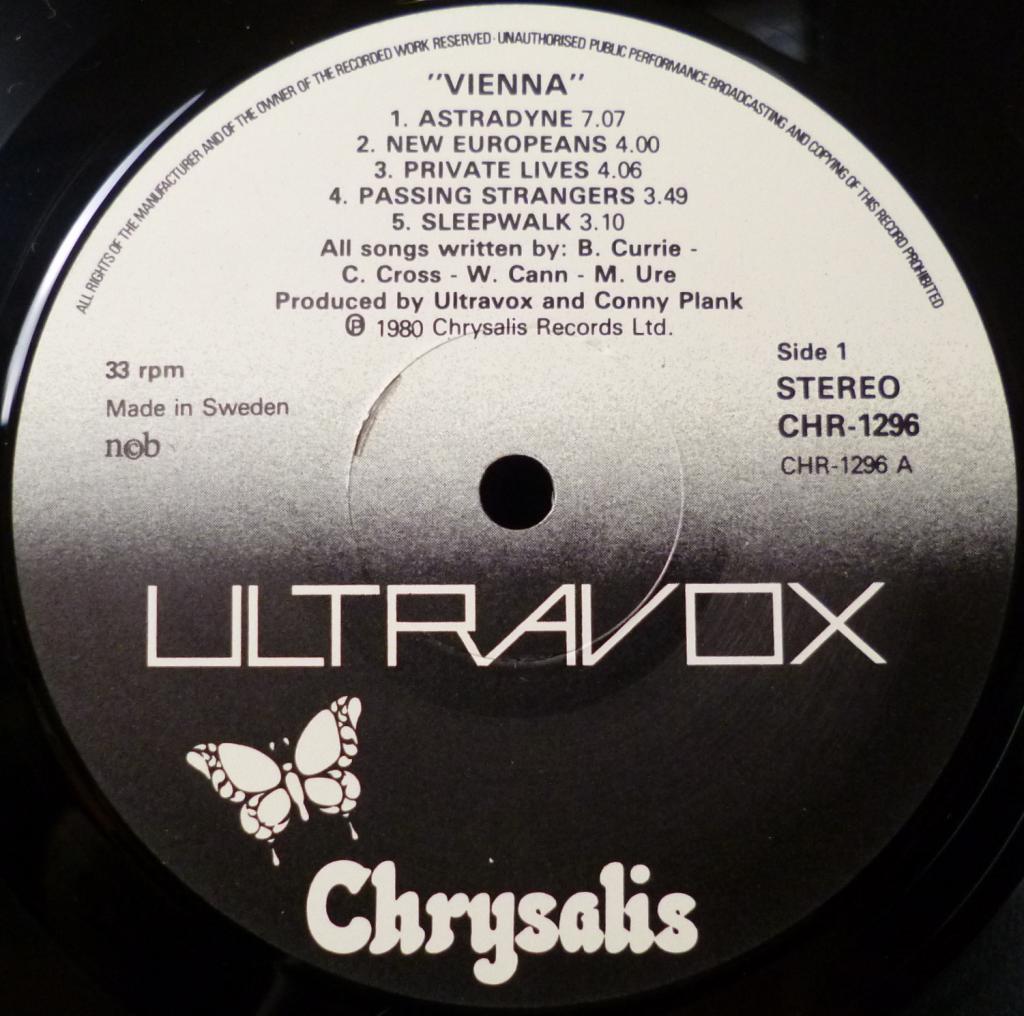 ALL RIGHTS OF THE MANUFACTURER AND OF THE OWNER OF THE RECORDED WORK RESERVED · UNAUTHORISED PUBLIC PERFORMANCE BROADCASTING AND COPYING OF THIS RECORD PROHIBITED
"VIENNA"
1. ASTRADYNE 7.07
2. NEW EUROPEANS 4.00
3. PRIVATE LIVES 4.06
4. PASSING STRANGERS 3.49
5. SLEEPWALK 3.10
All songs written by: B. Currie -
C. Cross - W. Cann - M. Ure
Produced by Ultravox and Conny Plank
℗ 1980 Chrysalis Records Ltd.
33 rpm
Made in Sweden
ncb
Side 1
STEREO
CHR-1296
CHR-1296 A
ULTRAVOX
Chrysalis